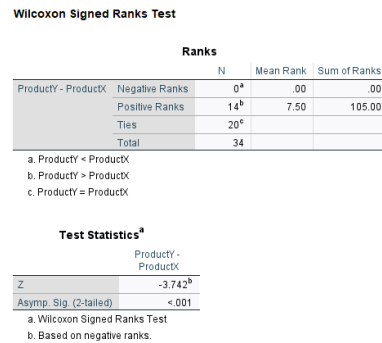 Wilcoxon Signed Ranks Test
Ranks
N Mean Rank Sum of Ranks
ProductY - ProductX Negative Ranks 0a .00 .00
Positive Ranks 14b 7.50 105.00
Ties 20c
Total 34
a. ProductY < ProductX
b. ProductY > ProductX
c. ProductY = ProductX
Test Statisticsa
ProductY -
ProductX
Z -3.742b
Asymp. Sig. (2-tailed) <.001
a. Wilcoxon Signed Ranks Test
b. Based on negative ranks.